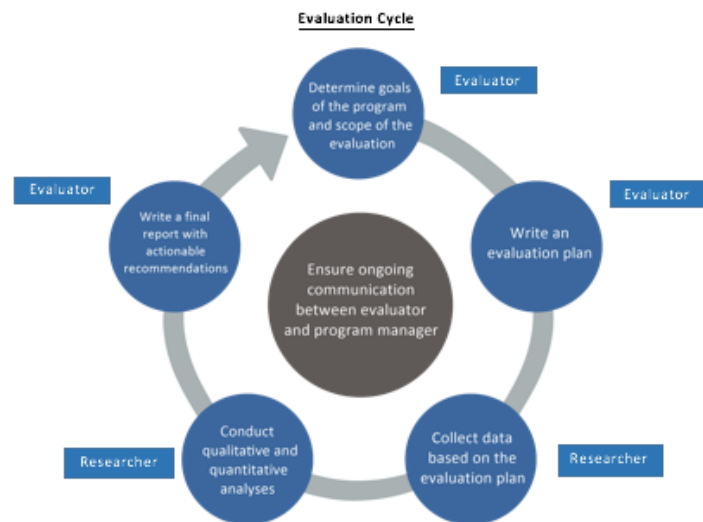 Evaluation Cycle
Determine goals
of the program
and scope of the
evaluation
Evaluator
Write an
evaluation plan
Evaluator
Collect data
based on the
evaluation plan
Researcher
Conduct
qualitative and
quantitative
analyses
Researcher
Write a final
report with
actionable
recommendations
Evaluator
Ensure ongoing
communication
between evaluator
and program manager